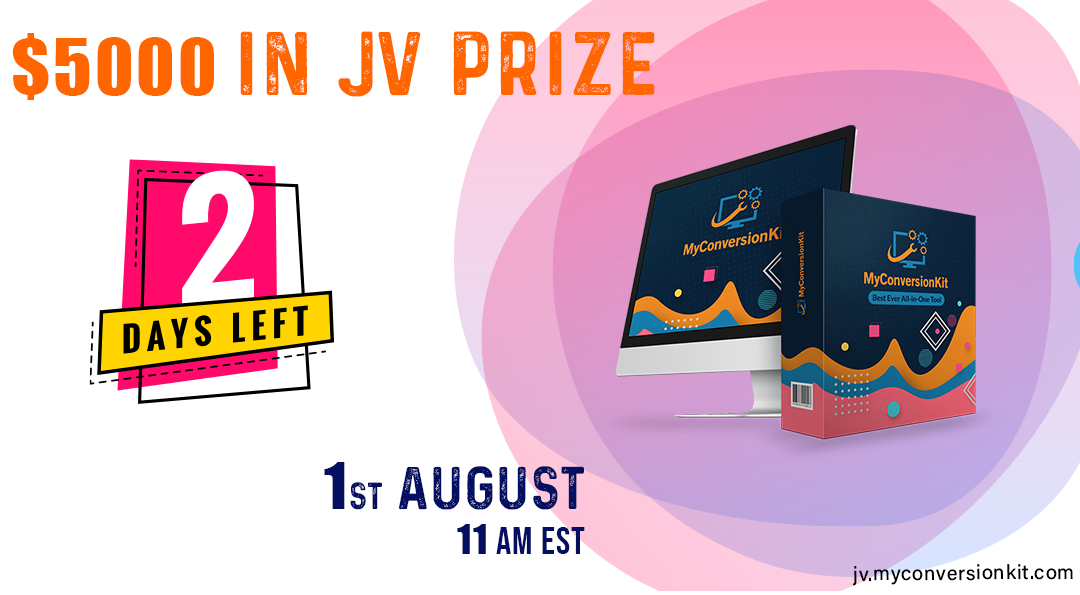 $5000 IN JV PRIZE
2
DAYS LEFT
MyConversionKi
MyConversionKit
MyConversionKit
Best Ever All-In-One Tool
1ST AUGUST
11 AM EST
jv.myconversionkit.com